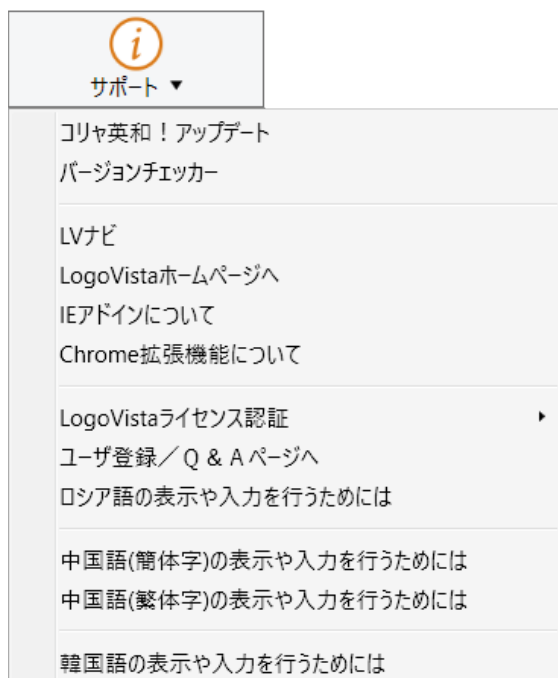 サポート ▼
コリャ英和！アップデート
バージョンチェッカー
LVナビ
LogoVistaホームページへ
IEアドインについて
Chrome拡張機能について
LogoVistaライセンス認証
ユーザ登録／Q & Aページへ
ロシア語の表示や入力を行うためには
中国語(簡体字)の表示や入力を行うためには
中国語(繁体字)の表示や入力を行うためには
韓国語の表示や入力を行うためには